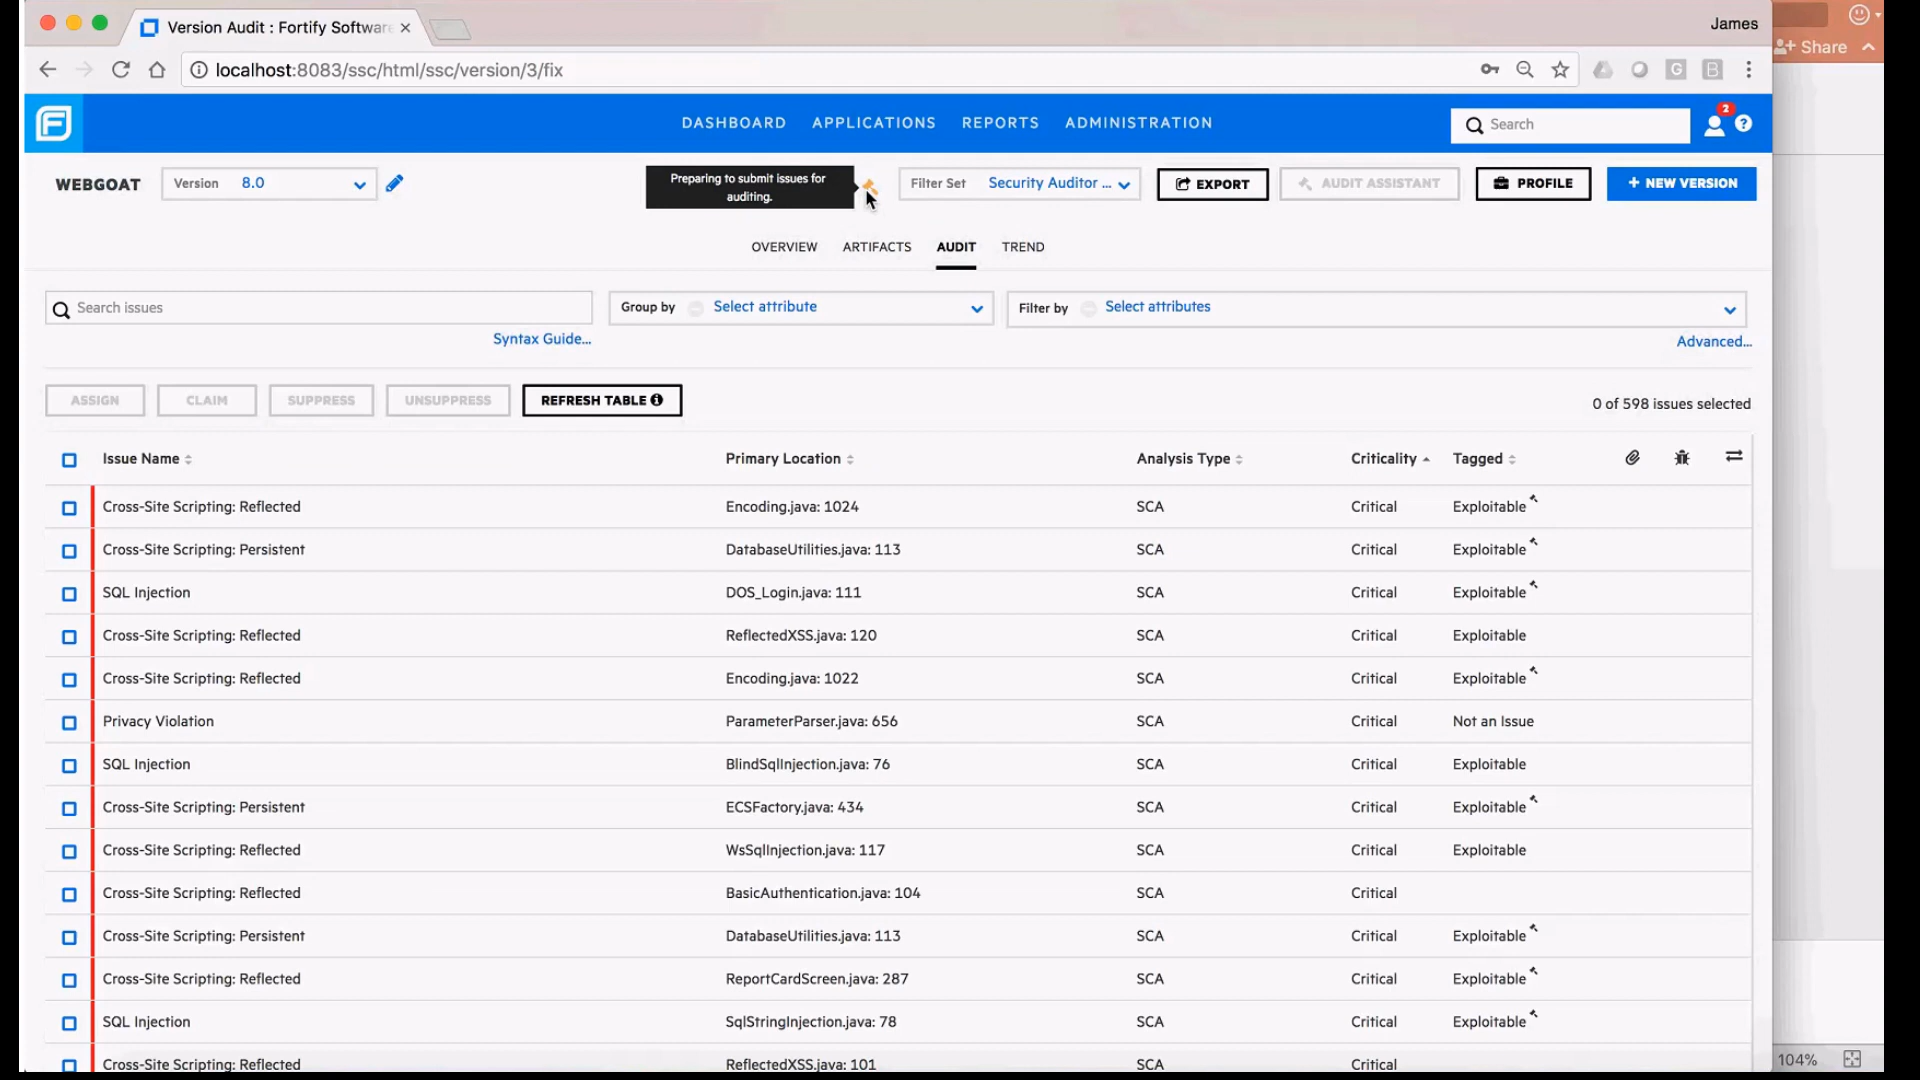 Version Audit : Fortify Softwar
James
Share
localhost:8083/ssc/html/ssc/version/3/fix
G
B
F
DASHBOARD
APPLICATIONS
REPORTS
ADMINISTRATION
Search
2
?
WEBGOAT
Version 8.0
Preparing to submit issues for
auditing.
Filter Set Security Auditor ...
EXPORT
AUDIT ASSISTANT
PROFILE
+ NEW VERSION
OVERVIEW
ARTIFACTS
AUDIT
TREND
Search issues
Group by Select attribute
Filter by Select attributes
Syntax Guide...
Advanced...
ASSIGN
CLAIM
SUPPRESS
UNSUPPRESS
REFRESH TABLE
0 of 598 issues selected
Issue Name Primary Location Analysis Type Criticality Tagged
Cross-Site Scripting: Reflected Encoding.java: 1024 SCA Critical Exploitable
Cross-Site Scripting: Persistent DatabaseUtilities.java: 113 SCA Critical Exploitable
SQL Injection DOS_Login.java: 111 SCA Critical Exploitable
Cross-Site Scripting: Reflected ReflectedXSS.java: 120 SCA Critical Exploitable
Cross-Site Scripting: Reflected Encoding.java: 1022 SCA Critical Exploitable
Privacy Violation ParameterParser.java: 656 SCA Critical Not an Issue
SQL Injection BlindSqlInjection.java: 76 SCA Critical Exploitable
Cross-Site Scripting: Persistent ECSFactory.java: 434 SCA Critical Exploitable
Cross-Site Scripting: Reflected WsSqlInjection.java: 117 SCA Critical Exploitable
Cross-Site Scripting: Reflected BasicAuthentication.java: 104 SCA Critical
Cross-Site Scripting: Persistent DatabaseUtilities.java: 113 SCA Critical Exploitable
Cross-Site Scripting: Reflected ReportCardScreen.java: 287 SCA Critical Exploitable
SQL Injection SqlStringInjection.java: 78 SCA Critical Exploitable
Cross-Site Scripting: Reflected ReflectedXSS.java: 101 SCA Critical
104%